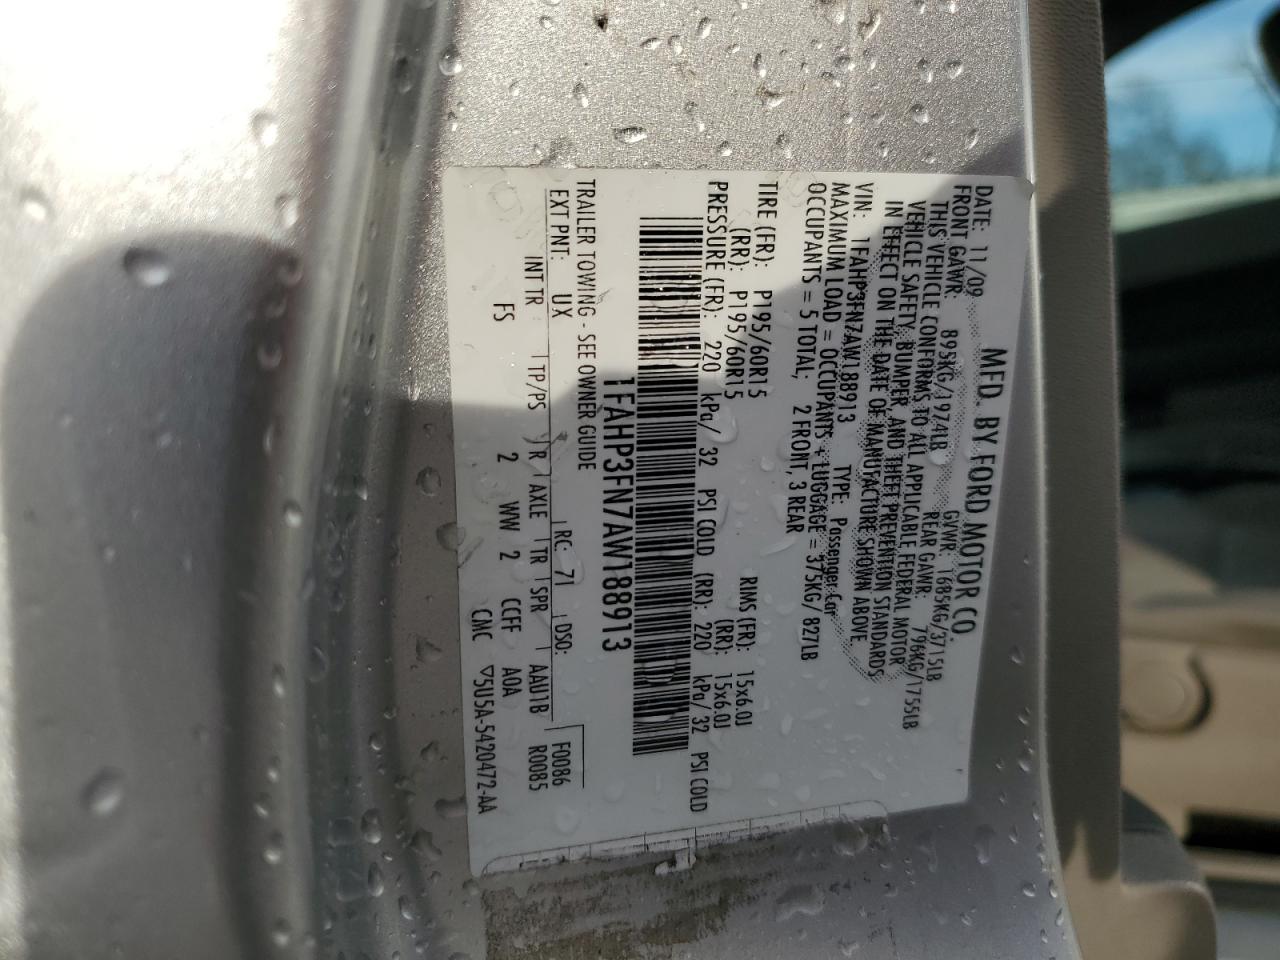 MFD. BY FORD MOTOR CO.
DATE: 11/09 GVWR: 1685KG/3715LB
FRONT GAWR: 895KG/1974LB REAR GAWR: 796KG/1755LB
THIS VEHICLE CONFORMS TO ALL APPLICABLE FEDERAL MOTOR
VEHICLE SAFETY, BUMPER, AND THEFT PREVENTION STANDARDS
IN EFFECT ON THE DATE OF MANUFACTURE SHOWN ABOVE.
VIN: 1FAHP3FN7AW188913 TYPE: Passenger Car
MAXIMUM LOAD = OCCUPANTS + LUGGAGE = 375KG/ 827LB
OCCUPANTS = 5 TOTAL, 2 FRONT, 3 REAR
TIRE (FR): P195/60R15 RIMS (FR): 15x6.0J
(RR): P195/60R15 (RR): 15x6.0J
PRESSURE (FR): 220 kPa/ 32 PSI COLD (RR): 220 kPa/ 32 PSI COLD
1FAHP3FN7AW188913
TRAILER TOWING - SEE OWNER GUIDE
EXT PNT: UX RC: 71 DSO: F0086
INT TR TP/PS R AXLE TR SPR AAU1B R0085
FS 2 WW 2 CCFF A0A
CNC ▽5U5A-5420472-AA